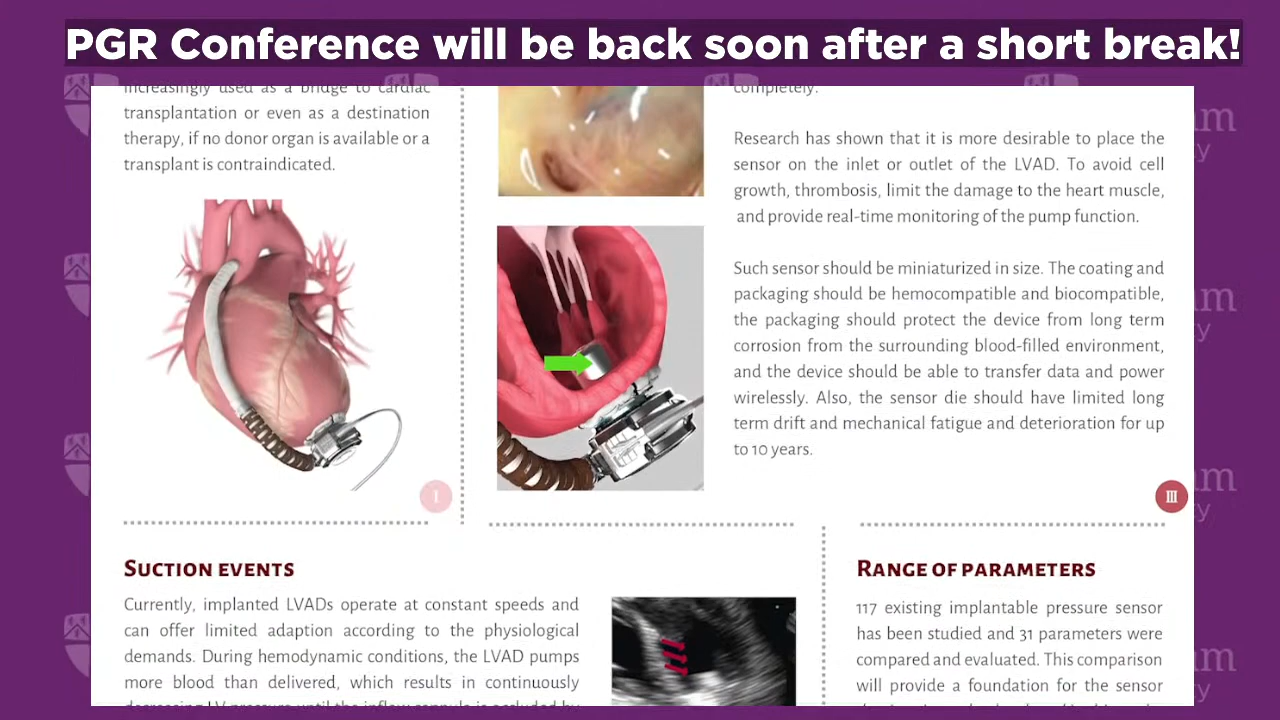 PGR Conference will be back soon after a short break!
increasingly used as a bridge to cardiac
transplantation or even as a destination
therapy, if no donor organ is available or a
transplant is contraindicated.
I
completely.
Research has shown that it is more desirable to place the
sensor on the inlet or outlet of the LVAD. To avoid cell
growth, thrombosis, limit the damage to the heart muscle,
and provide real-time monitoring of the pump function.
Such sensor should be miniaturized in size. The coating and
packaging should be hemocompatible and biocompatible,
the packaging should protect the device from long term
corrosion from the surrounding blood-filled environment,
and the device should be able to transfer data and power
wirelessly. Also, the sensor die should have limited long
term drift and mechanical fatigue and deterioration for up
to 10 years.
III
SUCTION EVENTS
Currently, implanted LVADs operate at constant speeds and
can offer limited adaption according to the physiological
demands. During hemodynamic conditions, the LVAD pumps
more blood than delivered, which results in continuously
RANGE OF PARAMETERS
117 existing implantable pressure sensor
has been studied and 31 parameters were
compared and evaluated. This comparison
will provide a foundation for the sensor